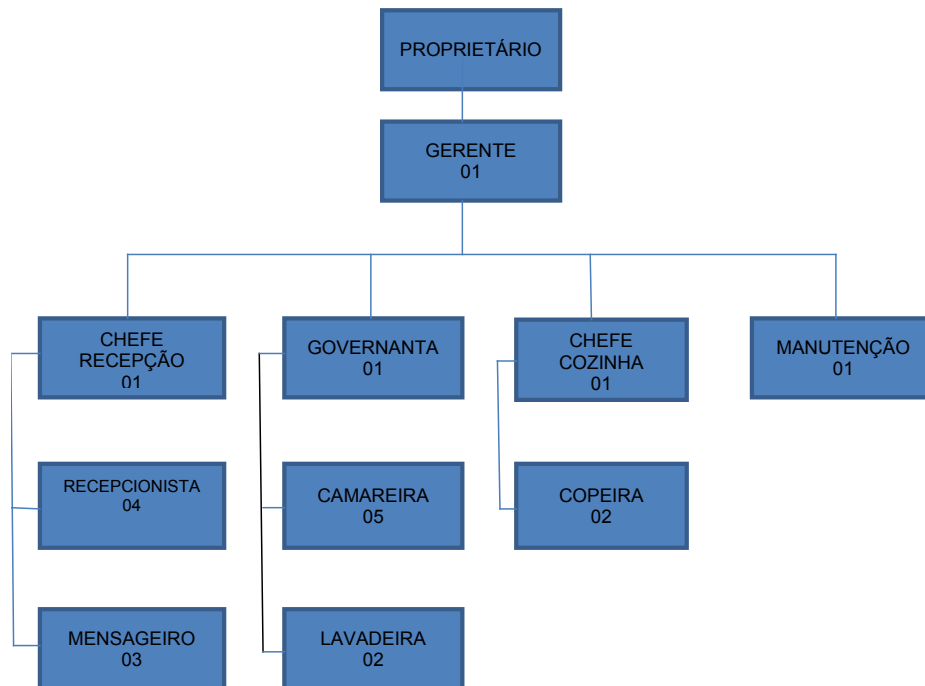 PROPRIETÁRIO
GERENTE
01
CHEFE
RECEPÇÃO
01
GOVERNANTA
01
CHEFE
COZINHA
01
MANUTENÇÃO
01
RECEPCIONISTA
04
CAMAREIRA
05
COPEIRA
02
MENSAGEIRO
03
LAVADEIRA
02